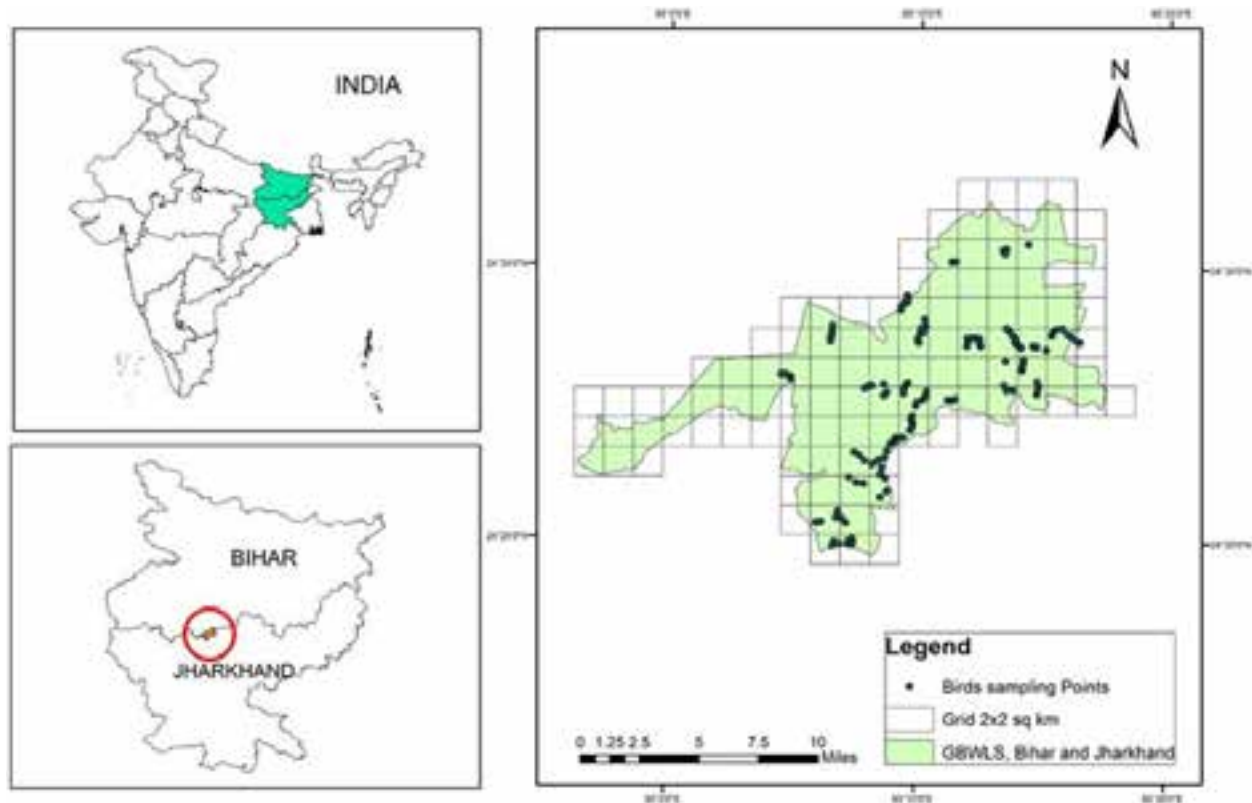 INDIA
BIHAR
JHARKHAND
N
Legend
Birds sampling Points
Grid 2x2 sq km
GBWLS, Bihar and Jharkhand
0 1.25 2.5 5 7.5 10
Miles